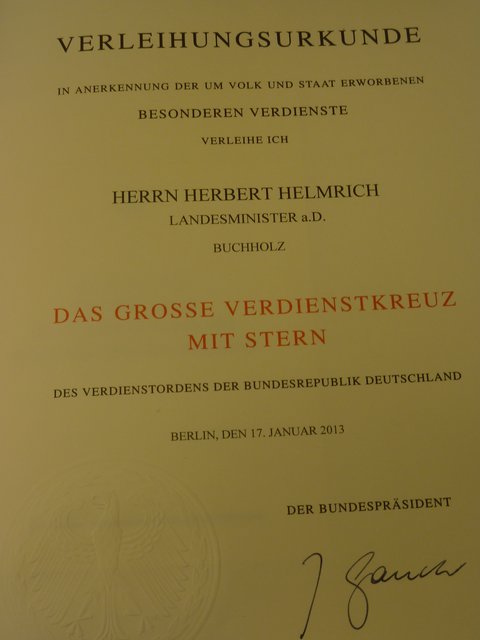 VERLEIHUNGSURKUNDE
IN ANERKENNUNG DER UM VOLK UND STAAT ERWORBENEN
BESONDEREN VERDIENSTE
VERLEIHE ICH
HERRN HERBERT HELMRICH
LANDESMINISTER a.D.
BUCHHOLZ
DAS GROSSE VERDIENSTKREUZ
MIT STERN
DES VERDIENSTORDENS DER BUNDESREPUBLIK DEUTSCHLAND
BERLIN, DEN 17. JANUAR 2013
DER BUNDESPRÄSIDENT
J Gauck